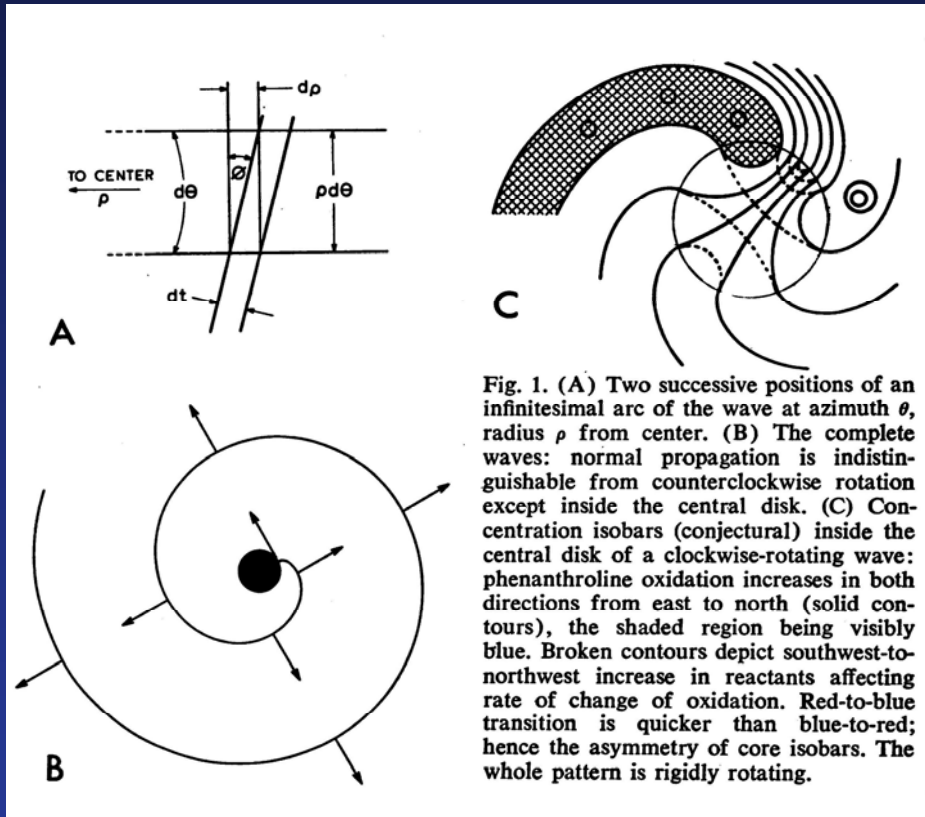 dρ
TO CENTER
ρ
dθ
Ø
ρdθ
dt
A
C
B
Fig. 1. (A) Two successive positions of an
infinitesimal arc of the wave at azimuth θ,
radius ρ from center. (B) The complete
waves: normal propagation is indistin-
guishable from counterclockwise rotation
except inside the central disk. (C) Con-
centration isobars (conjectural) inside the
central disk of a clockwise-rotating wave:
phenanthroline oxidation increases in both
directions from east to north (solid con-
tours), the shaded region being visibly
blue. Broken contours depict southwest-to-
northwest increase in reactants affecting
rate of change of oxidation. Red-to-blue
transition is quicker than blue-to-red;
hence the asymmetry of core isobars. The
whole pattern is rigidly rotating.